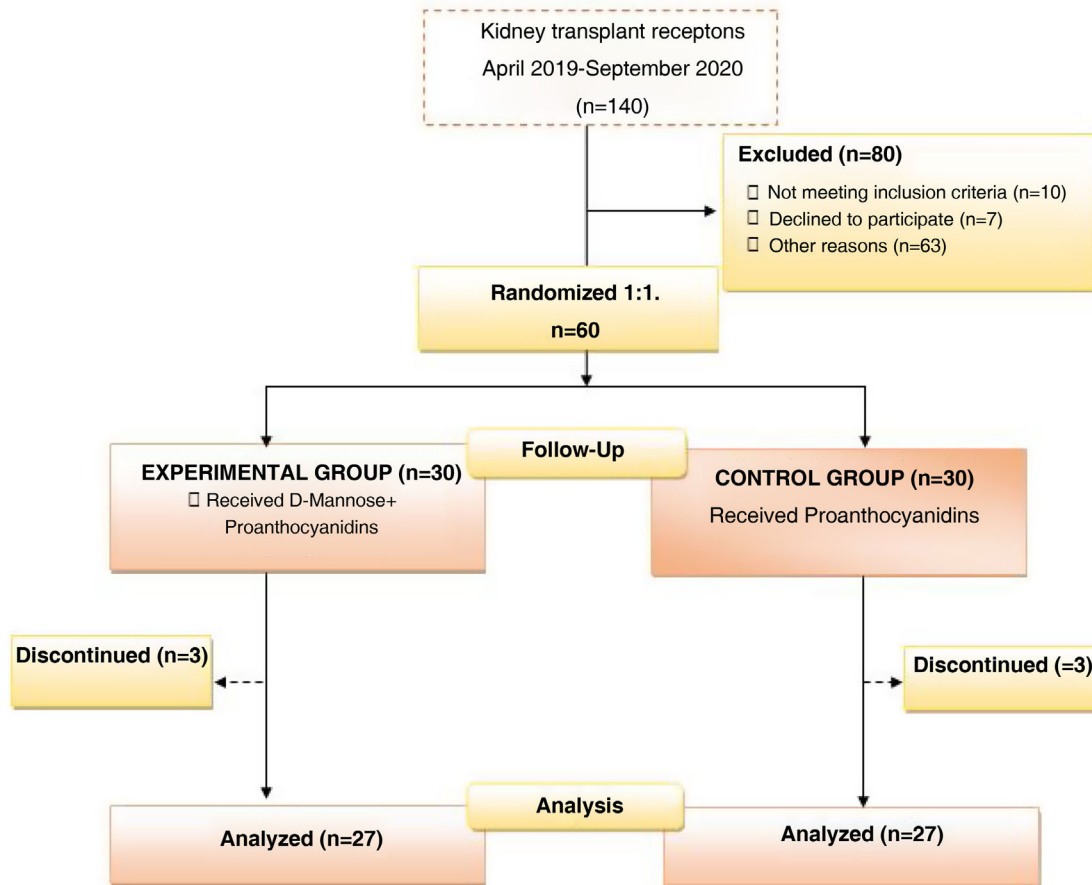 Kidney transplant receptons
April 2019-September 2020
(n=140)
Excluded (n=80)
Not meeting inclusion criteria (n=10)
Declined to participate (n=7)
Other reasons (n=63)
Randomized 1:1.
n=60
Follow-Up
EXPERIMENTAL GROUP (n=30)
Received D-Mannose+
Proanthocyanidins
CONTROL GROUP (n=30)
Received Proanthocyanidins
Discontinued (n=3)
Discontinued (=3)
Analysis
Analyzed (n=27)
Analyzed (n=27)